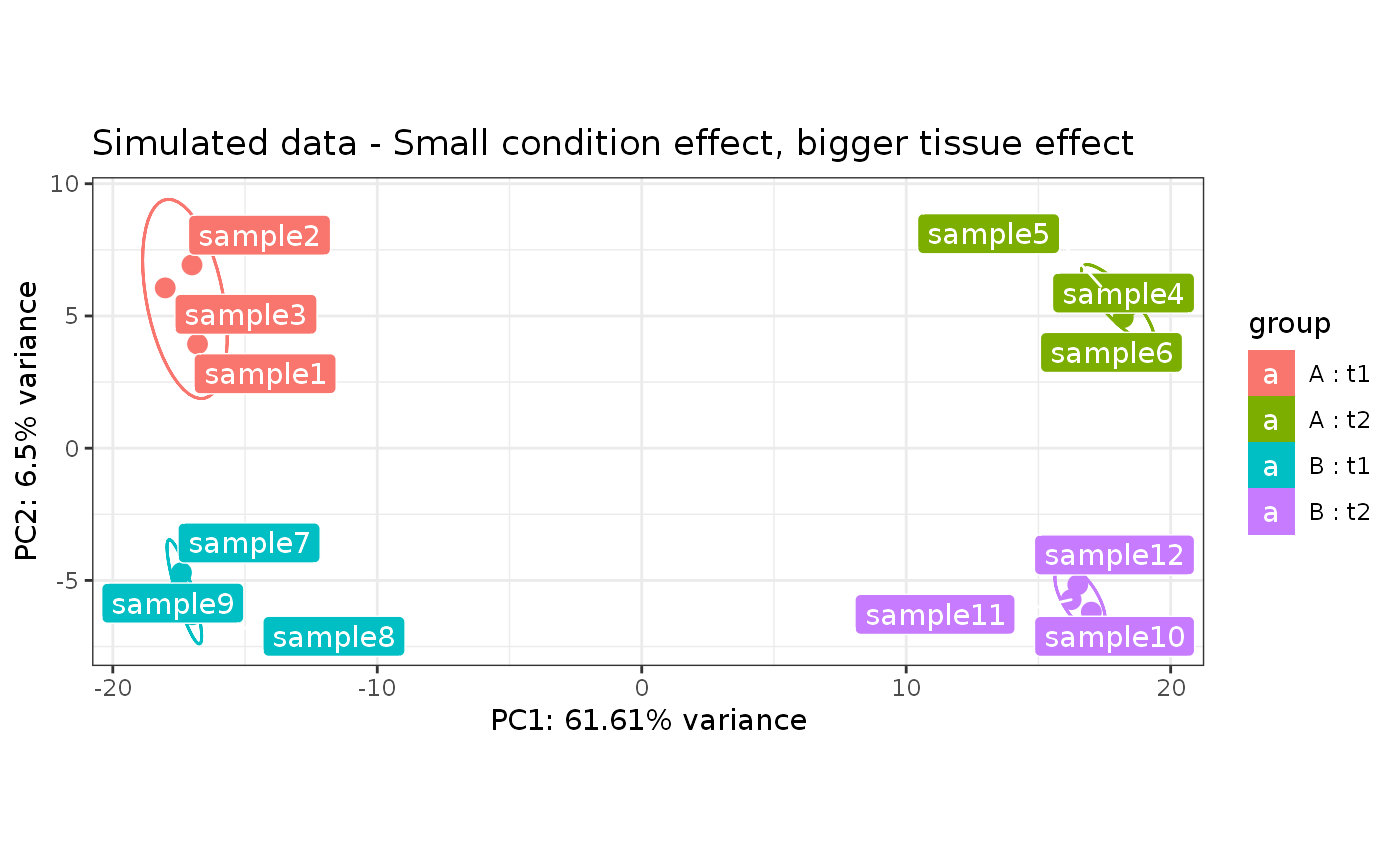 Simulated data - Small condition effect, bigger tissue effect
10
5
0
-5
PC2: 6.5% variance
sample2
sample3
sample1
sample5
sample4
sample6
sample7
sample9
sample8
sample12
sample11
sample10
-20
-10
0
10
20
PC1: 61.61% variance
group
a A : t1
a A : t2
a B : t1
a B : t2